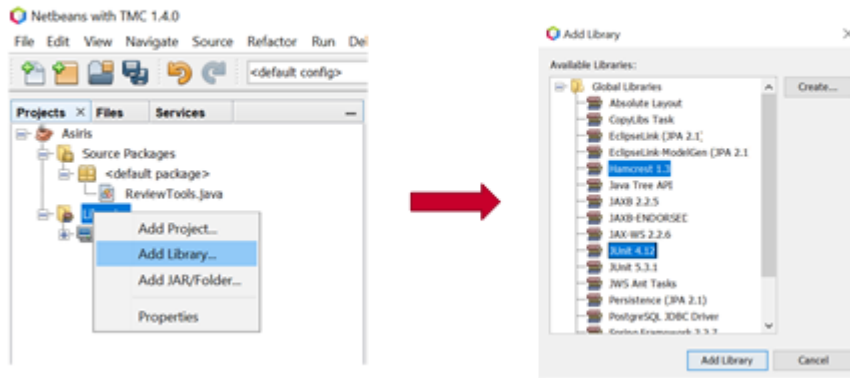 Netbeans with TMC 1.4.0
File Edit View Navigate Source Refactor Run De
<default config>
Projects × Files Services
Asiris
Source Packages
<default package>
ReviewTools.java
Add Project...
Add Library...
Add JAR/Folder...
Properties
Add Library
Available Libraries:
Global Libraries
Create...
Absolute Layout
CopyLibs Task
EclipseLink (JPA 2.1)
EclipseLink-ModelGen (JPA 2.1
Hamcrest 1.3
Java Tree API
JAXB 2.2.5
JAXB-ENDORSED
JAX-WS 2.2.6
JUnit 4.12
JUnit 5.3.1
JWS Ant Tasks
Persistence (JPA 2.1)
PostgreSQL JDBC Driver
Add Library Cancel